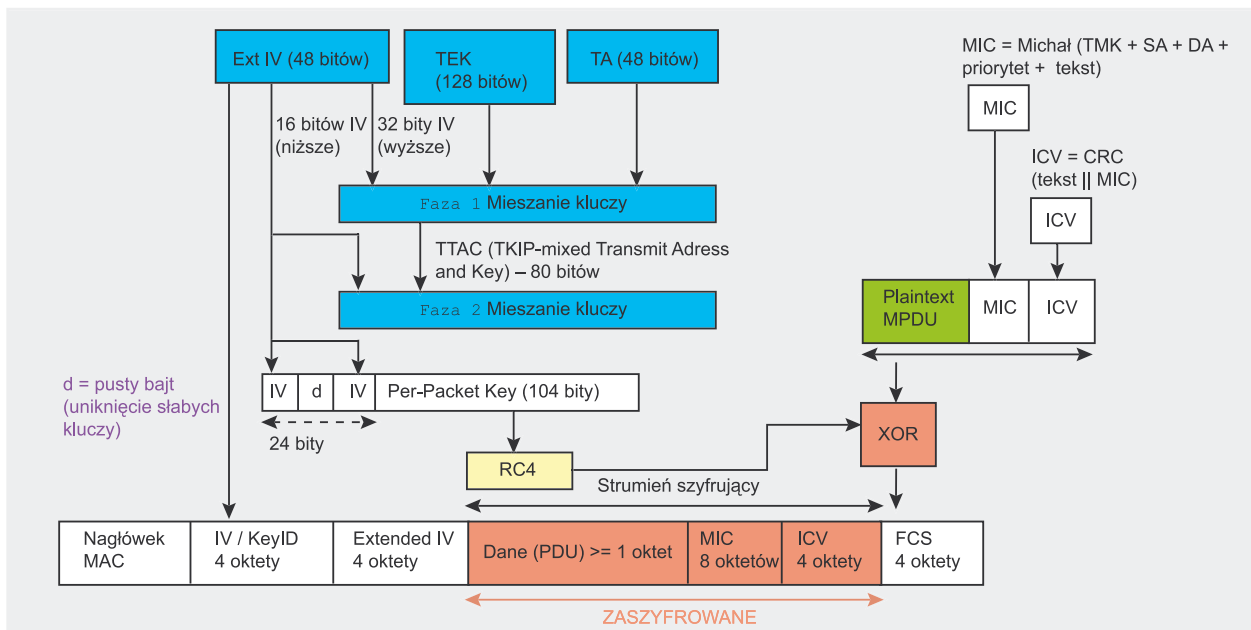 Ext IV (48 bitów)
TEK
(128 bitów)
TA (48 bitów)
MIC = Michał (TMK + SA + DA +
priorytet + tekst)
MIC
16 bitów IV
(niższe)
32 bity IV
(wyższe)
ICV = CRC
(tekst || MIC)
ICV
Faza 1 Mieszanie kluczy
TTAC (TKIP-mixed Transmit Adress
and Key) – 80 bitów
Faza 2 Mieszanie kluczy
Plaintext
MPDU
MIC
ICV
d = pusty bajt
(uniknięcie słabych
kluczy)
IV
d
IV
Per-Packet Key (104 bity)
24 bity
XOR
RC4
Strumień szyfrujący
Nagłówek
MAC
IV / KeyID
4 oktety
Extended IV
4 oktety
Dane (PDU) >= 1 oktet
MIC
8 oktetów
ICV
4 oktety
FCS
4 oktety
ZASZYFROWANE